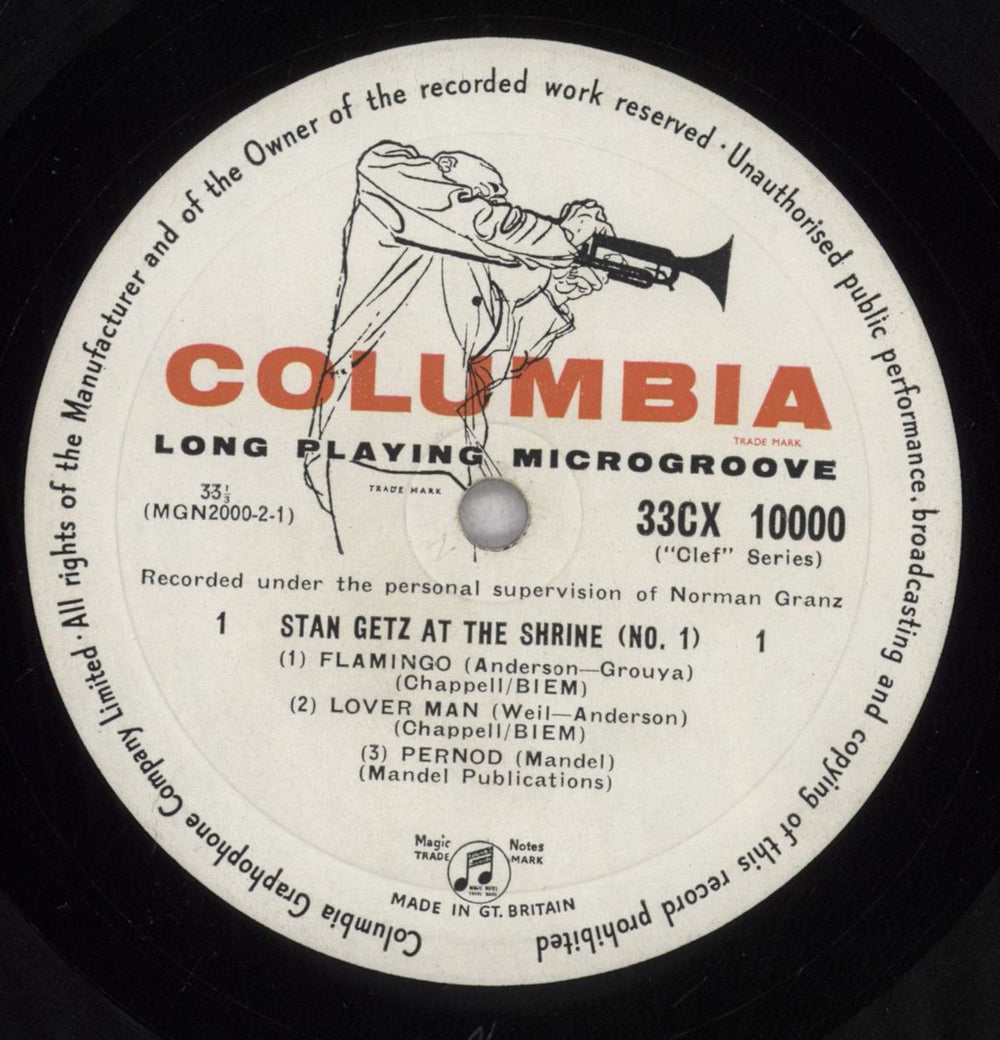 Columbia Graphophone Company Limited · All rights of the Manufacturer and of the Owner of the recorded work reserved · Unauthorised public performance, broadcasting and copying of this record prohibited
COLUMBIA
TRADE MARK
LONG PLAYING MICROGROOVE
TRADE MARK
33⅓
(MGN2000-2-1)
33CX 10000
("Clef" Series)
Recorded under the personal supervision of Norman Granz
1 STAN GETZ AT THE SHRINE (NO. 1) 1
(1) FLAMINGO (Anderson—Grouya)
(Chappell/BIEM)
(2) LOVER MAN (Weil—Anderson)
(Chappell/BIEM)
(3) PERNOD (Mandel)
(Mandel Publications)
Magic Notes
TRADE MARK
MAGIC NOTES
TRADE MARK
MADE IN GT. BRITAIN